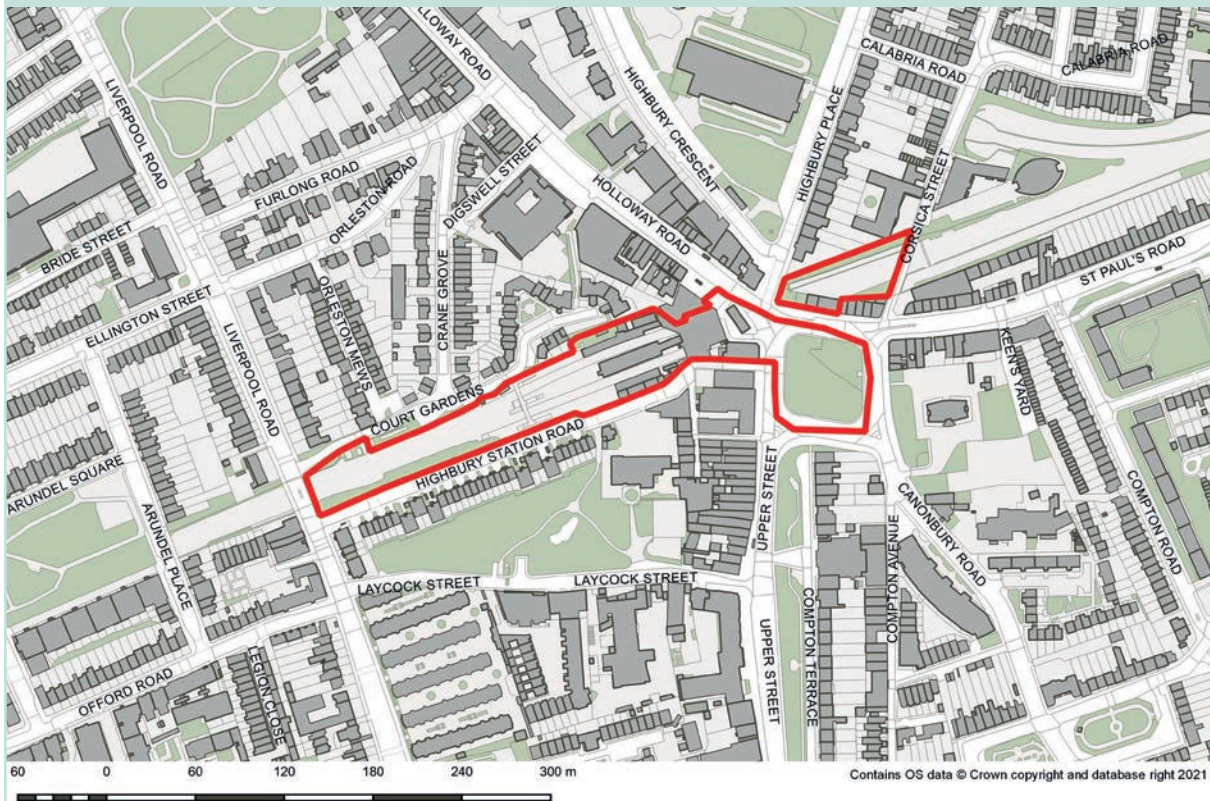 OLLOWAY ROAD
CALABRIA ROAD
CALABRIA ROAD
LIVERPOOL ROAD
HIGHBURY CRESCENT
HIGHBURY PLACE
CORSICA STREET
FURLONG ROAD
ORLESTON ROAD
DIGSWELL STREET
HOLLOWAY ROAD
BRIDE STREET
CRANE GROVE
ST PAUL'S ROAD
ELLINGTON STREET
ORLESTON MEWS
LIVERPOOL ROAD
KEEN'S YARD
COURT GARDENS
HIGHBURY STATION ROAD
ARUNDEL SQUARE
ARUNDEL PLACE
UPPER STREET
CANONBURY ROAD
COMPTON ROAD
LAYCOCK STREET
LAYCOCK STREET
COMPTON AVENUE
COMPTON TERRACE
UPPER STREET
OFFORD ROAD
LEGION CLOSE
60 0 60 120 180 240 300 m
Contains OS data © Crown copyright and database right 2021